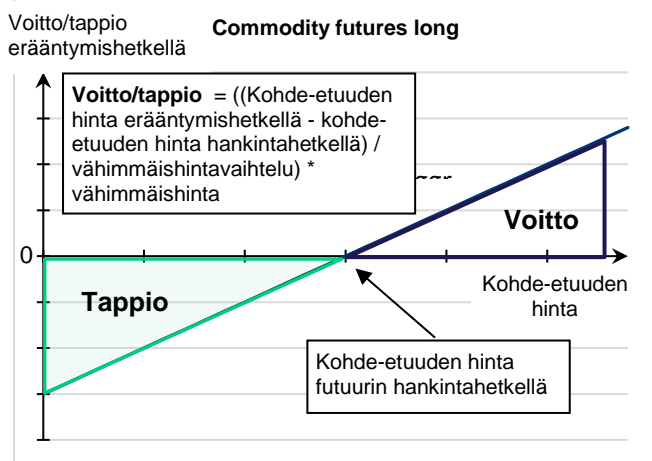 Voitto/tappio
erääntymishetkellä
Commodity futures long
Voitto/tappio = ((Kohde-etuuden
hinta erääntymishetkellä - kohde-
etuuden hinta hankintahetkellä) /
vähimmäishintavaihtelu) *
vähimmäishinta
Voitto
0
Kohde-etuuden
hinta
Tappio
Kohde-etuuden hinta
futuurin hankintahetkellä